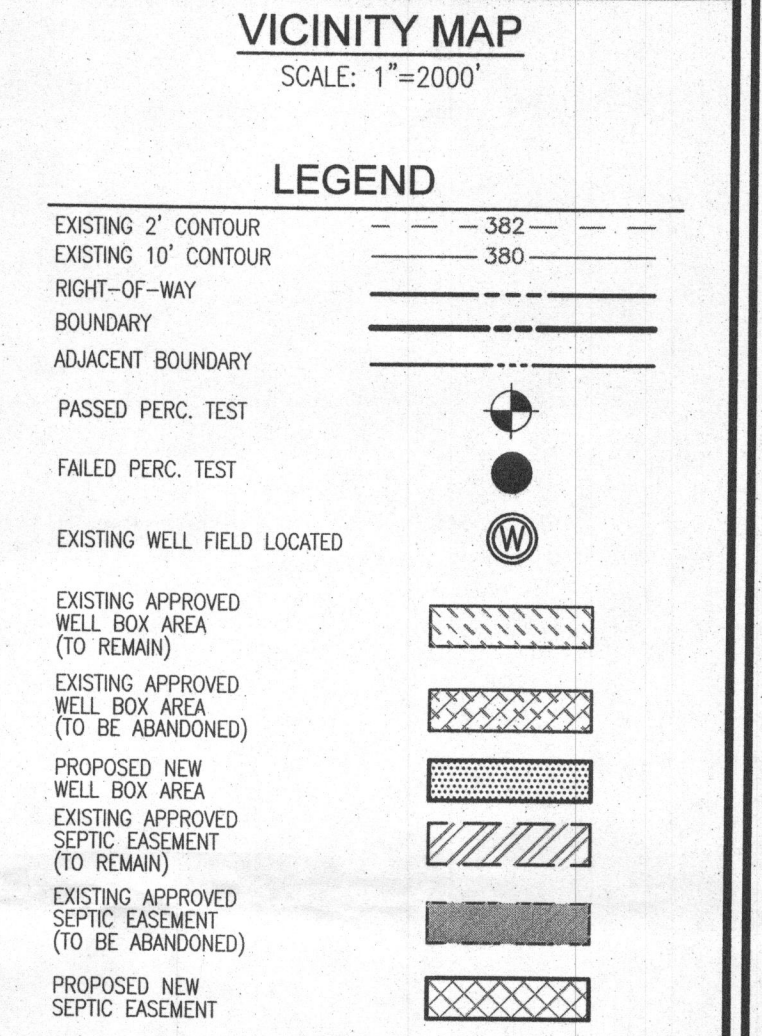 VICINITY MAP
SCALE: 1"=2000'
LEGEND
EXISTING 2' CONTOUR 382
EXISTING 10' CONTOUR 380
RIGHT-OF-WAY
BOUNDARY
ADJACENT BOUNDARY
PASSED PERC. TEST
FAILED PERC. TEST
EXISTING WELL FIELD LOCATED W
EXISTING APPROVED
WELL BOX AREA
(TO REMAIN)
EXISTING APPROVED
WELL BOX AREA
(TO BE ABANDONED)
PROPOSED NEW
WELL BOX AREA
EXISTING APPROVED
SEPTIC EASEMENT
(TO REMAIN)
EXISTING APPROVED
SEPTIC EASEMENT
(TO BE ABANDONED)
PROPOSED NEW
SEPTIC EASEMENT